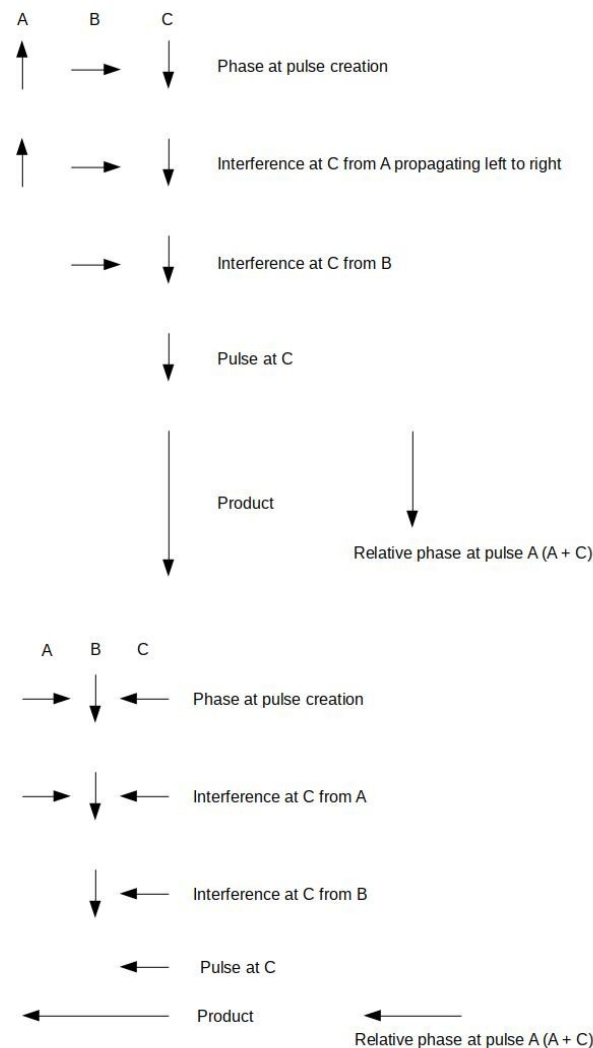 A B C
Phase at pulse creation
Interference at C from A propagating left to right
Interference at C from B
Pulse at C
Product
Relative phase at pulse A (A + C)
A B C
Phase at pulse creation
Interference at C from A
Interference at C from B
Pulse at C
Product
Relative phase at pulse A (A + C)